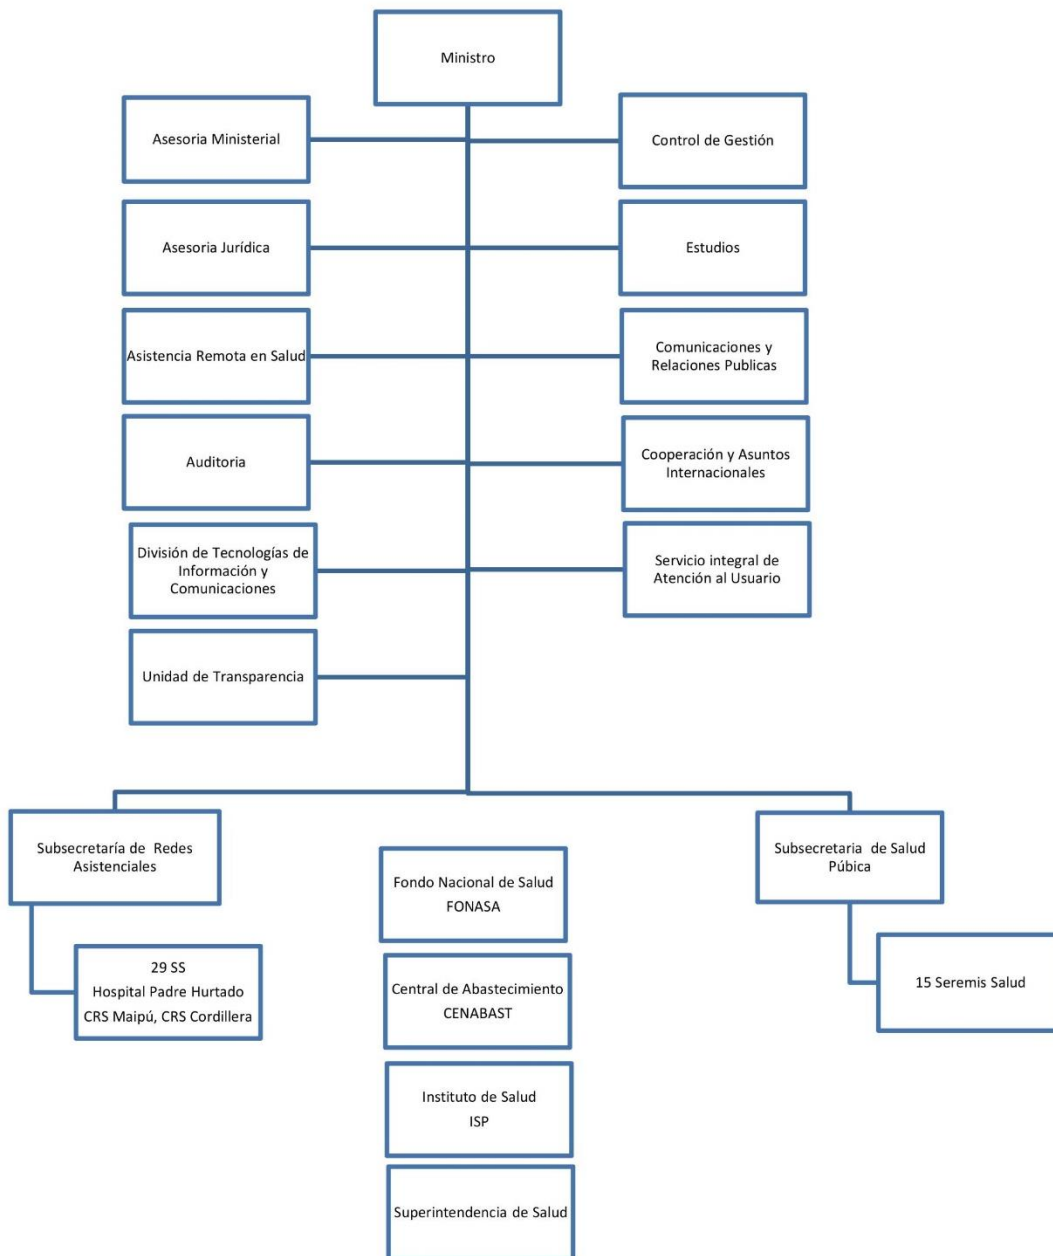 Ministro
Asesoria Ministerial
Control de Gestión
Asesoria Jurídica
Estudios
Asistencia Remota en Salud
Comunicaciones y
Relaciones Publicas
Auditoria
Cooperación y Asuntos
Internacionales
División de Tecnologías de
Información y
Comunicaciones
Servicio integral de
Atención al Usuario
Unidad de Transparencia
Subsecretaría de Redes
Asistenciales
Subsecretaria de Salud
Púbica
Fondo Nacional de Salud
FONASA
29 SS
Hospital Padre Hurtado
CRS Maipú, CRS Cordillera
15 Seremis Salud
Central de Abastecimiento
CENABAST
Instituto de Salud
ISP
Superintendencia de Salud